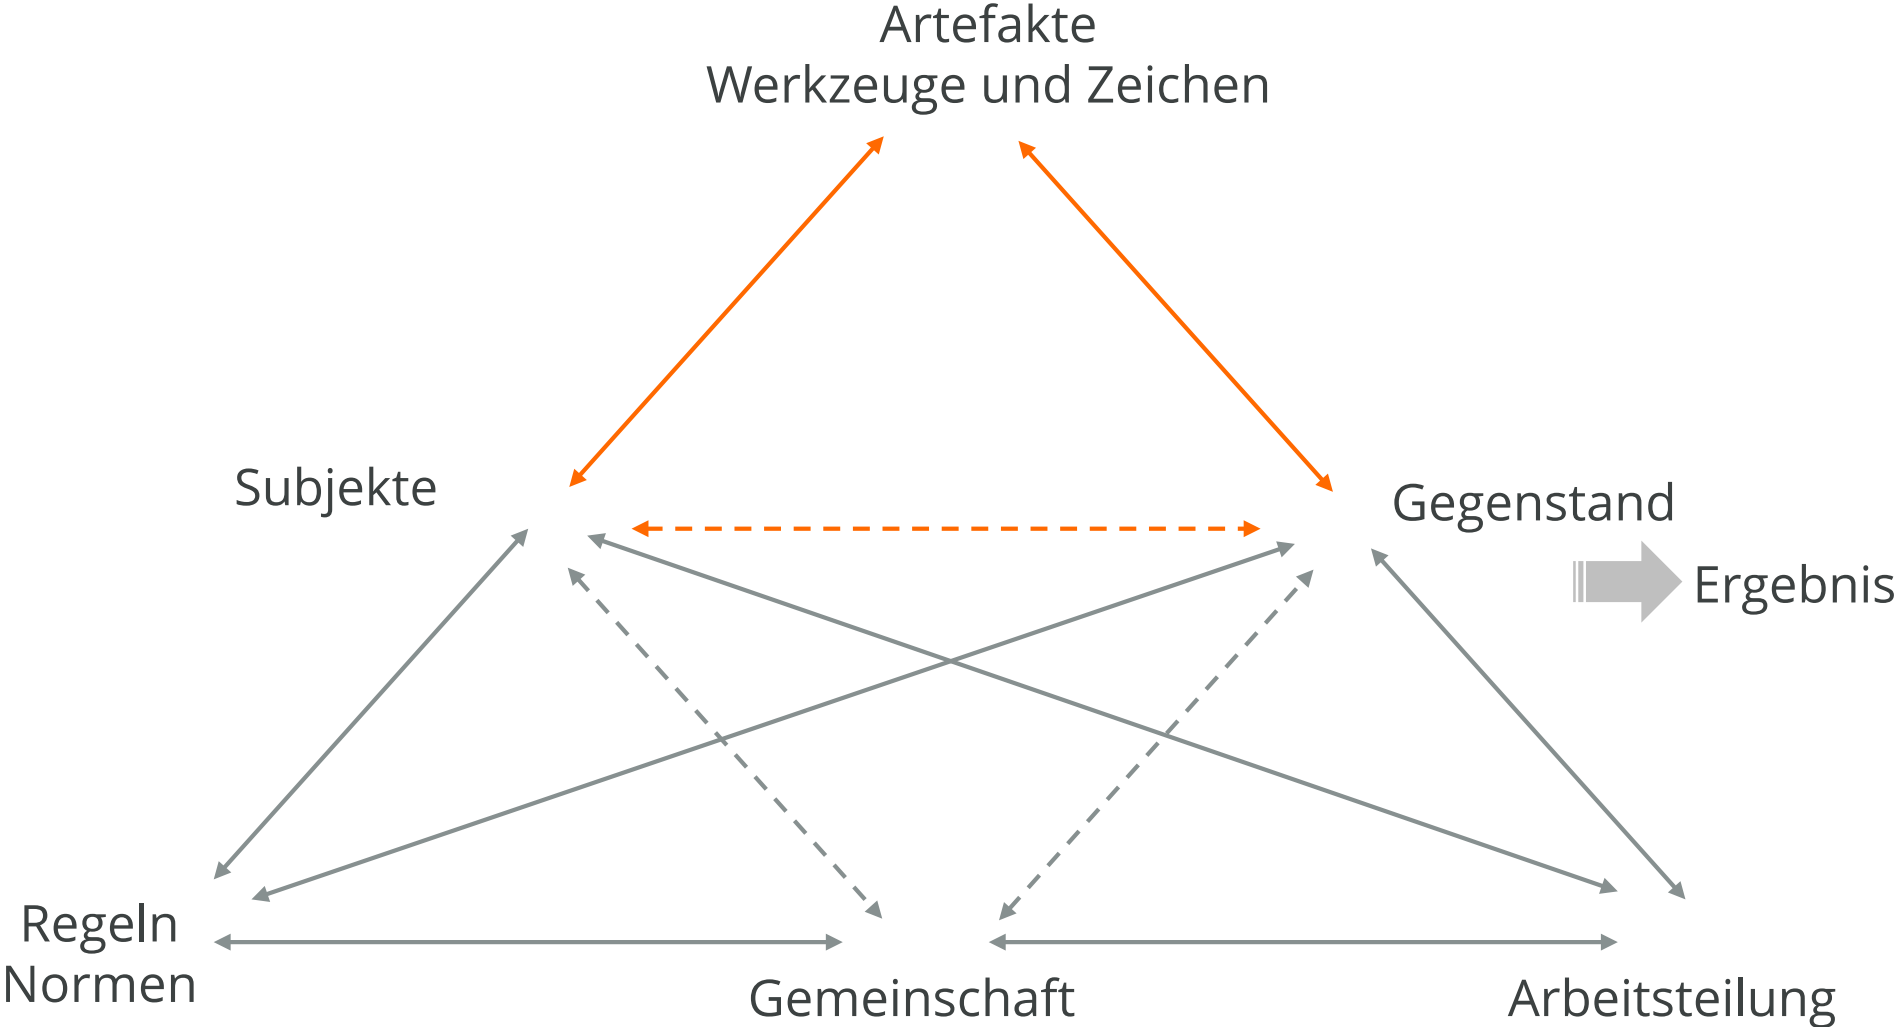 Artefakte
Werkzeuge und Zeichen
Subjekte
Gegenstand
Ergebnis
Regeln
Normen
Gemeinschaft
Arbeitsteilung